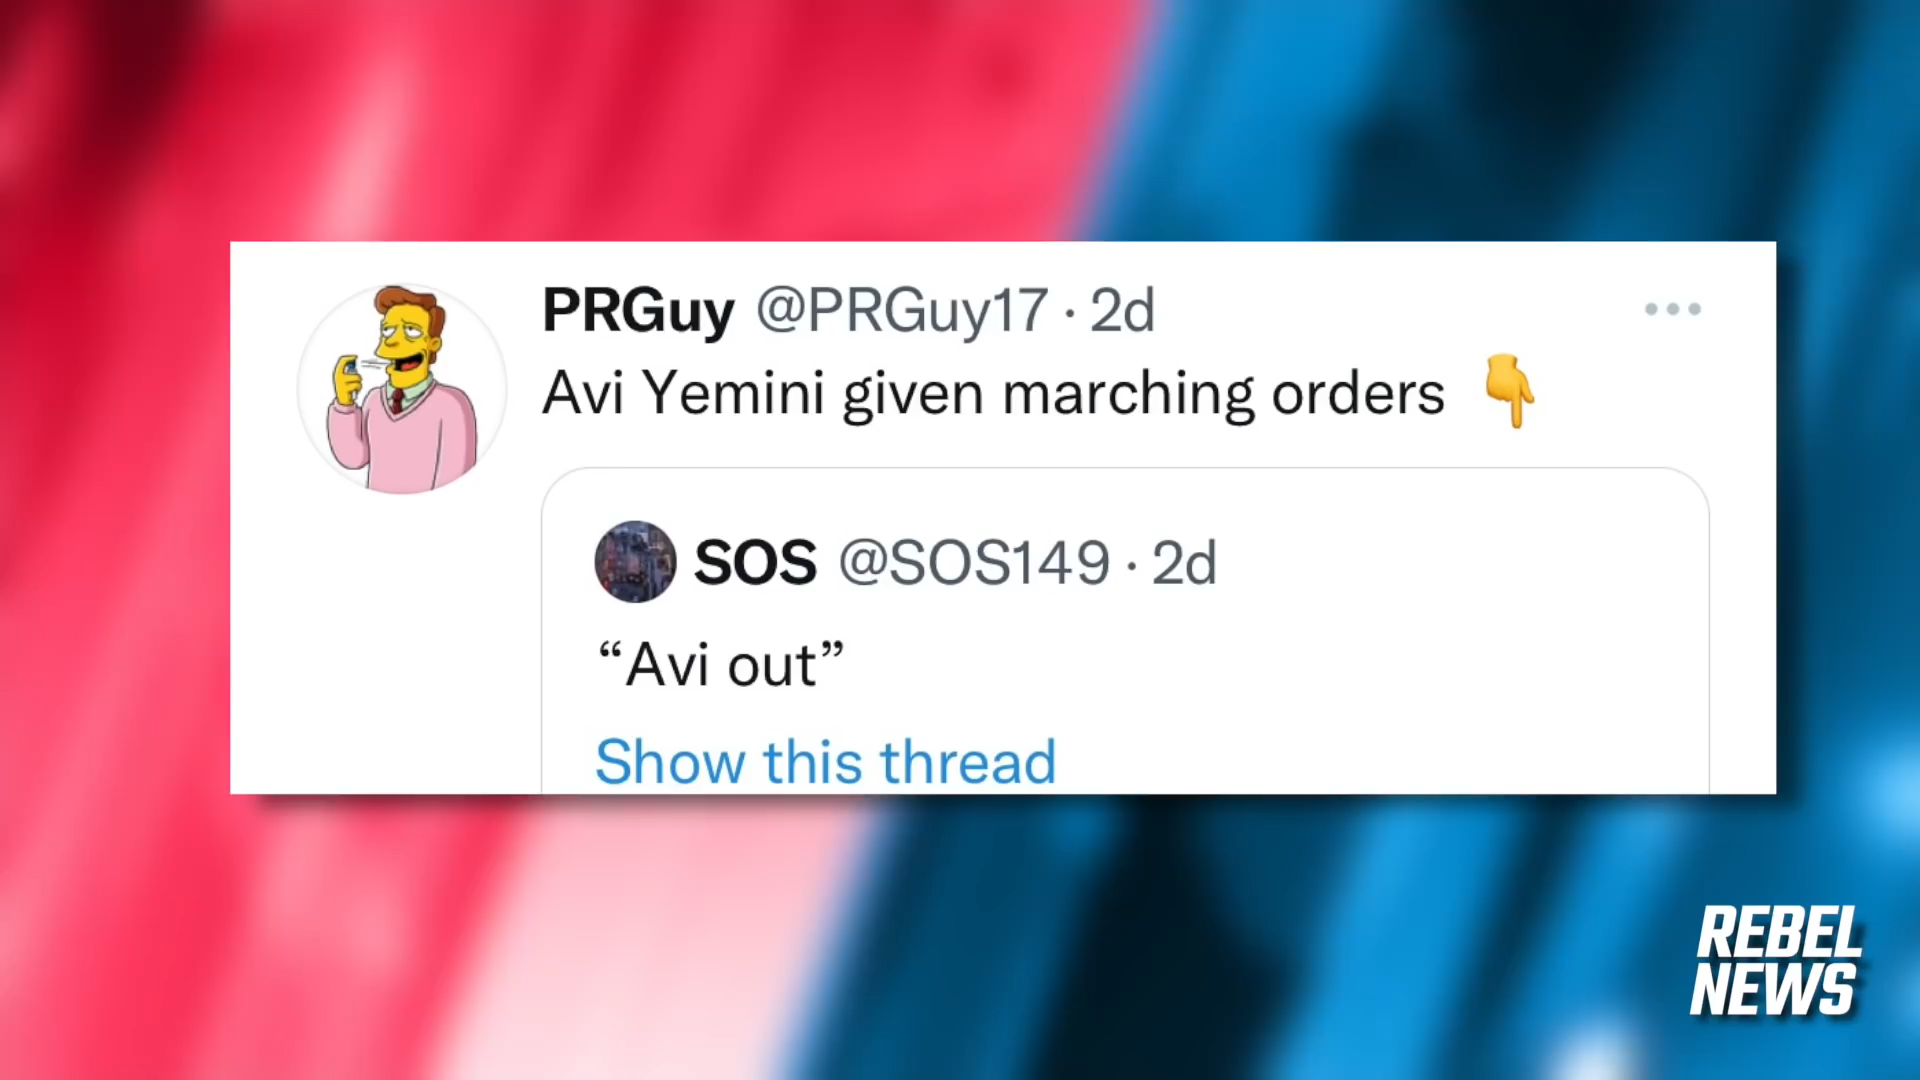 PRGuy @PRGuy17 · 2d
Avi Yemini given marching orders 👇
SOS @SOS149 · 2d
“Avi out”
Show this thread
REBEL
NEWS